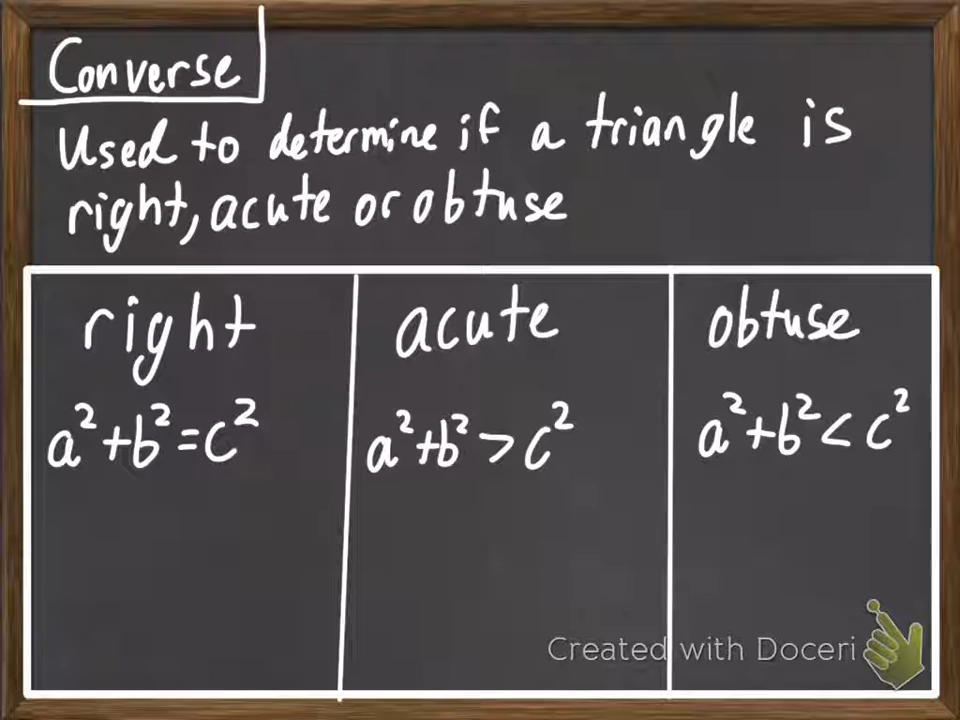 Converse
Used to determine if a triangle is
right, acute or obtuse
right
acute
obtuse
a²+b²=c²
a²+b²>c²
a²+b²<c²
Created with Doceri